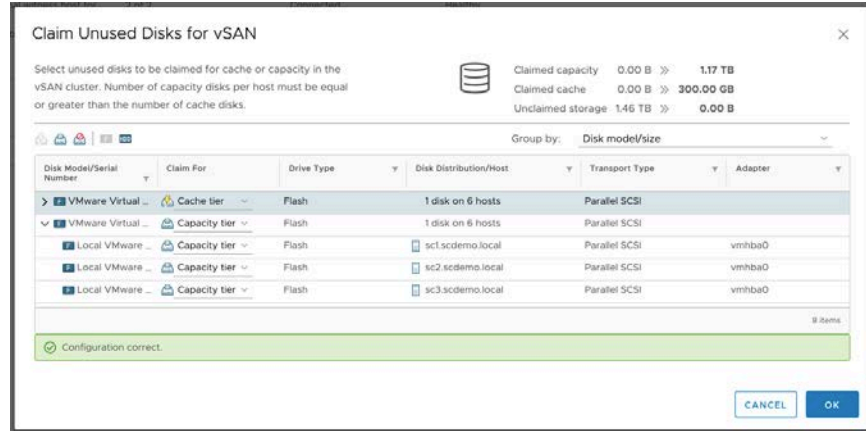 Claim Unused Disks for vSAN
Select unused disks to be claimed for cache or capacity in the
vSAN cluster. Number of capacity disks per host must be equal
or greater than the number of cache disks.
Claimed capacity 0.00 B >> 1.17 TB
Claimed cache 0.00 B >> 300.00 GB
Unclaimed storage 1.46 TB >> 0.00 B
F HDD
Group by: Disk model/size
Disk Model/Serial Number Claim For Drive Type Disk Distribution/Host Transport Type Adapter
F VMware Virtual ... Cache tier Flash 1 disk on 6 hosts Parallel SCSI
F VMware Virtual ... Capacity tier Flash 1 disk on 6 hosts Parallel SCSI
F Local VMware ... Capacity tier Flash sc1.scdemo.local Parallel SCSI vmhba0
F Local VMware ... Capacity tier Flash sc2.scdemo.local Parallel SCSI vmhba0
F Local VMware ... Capacity tier Flash sc3.scdemo.local Parallel SCSI vmhba0
8 items
Configuration correct.
CANCEL OK